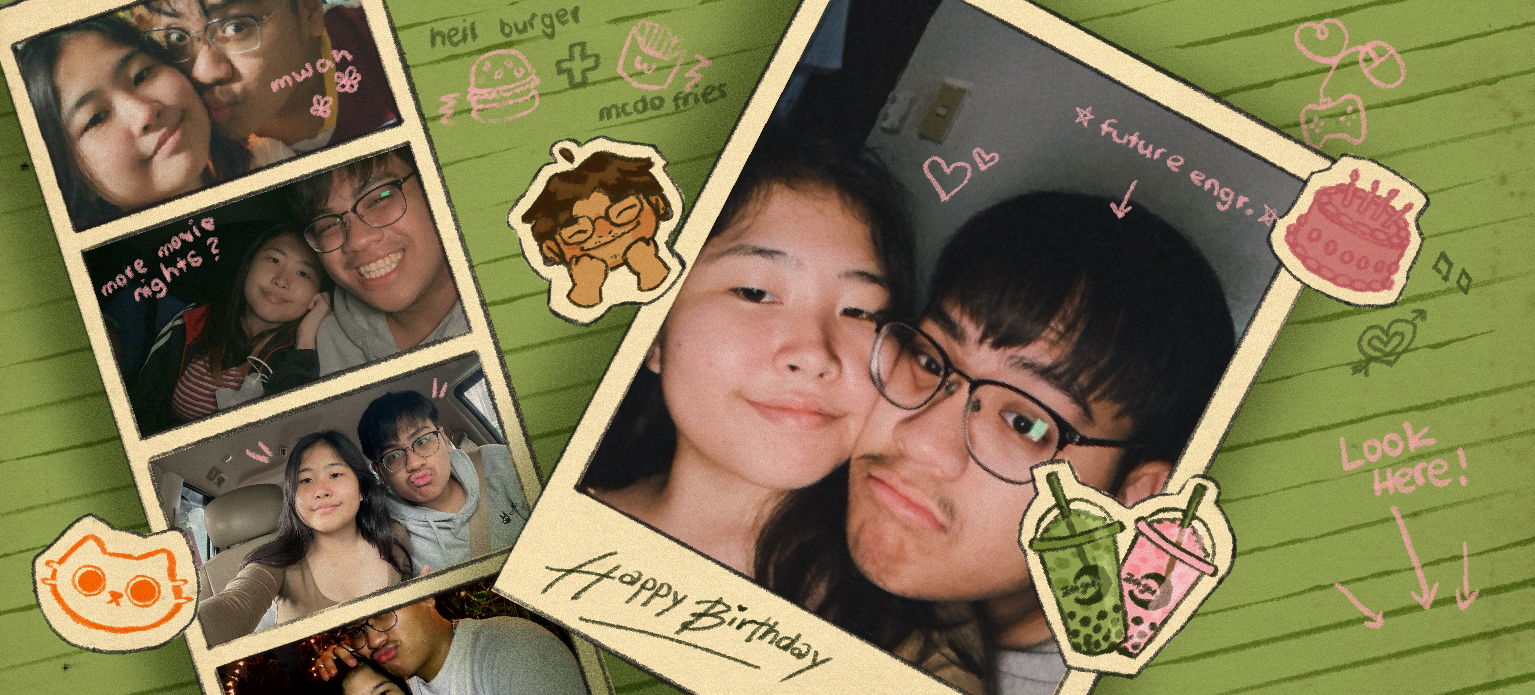 mwah
heil burger
mcdo fries
more movie
nights?
future engr.
Happy Birthday
Look
Here!